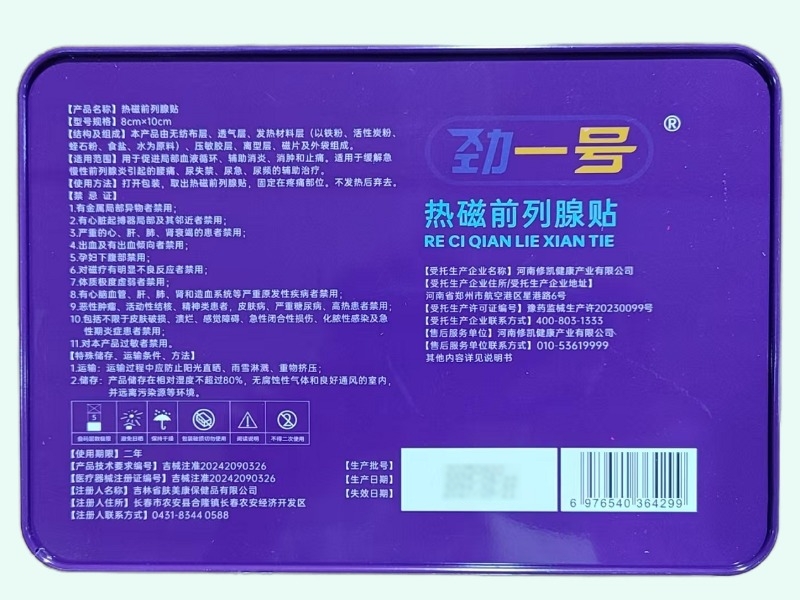 【产品名称】热磁前列腺贴
【型号规格】8cm×10cm
【结构及组成】本产品由无纺布层、透气层、发热材料层（以铁粉、活性炭粉、
蛭石粉、食盐、水为原料）、压敏胶层、离型层、磁片及外袋组成。
【适用范围】用于促进局部血液循环、辅助消炎、消肿和止痛。适用于缓解急
慢性前列腺炎引起的腰痛、尿失禁、尿急、尿频的辅助治疗。
【使用方法】打开包装，取出热磁前列腺贴，固定在疼痛部位。不发热后弃去。
【禁 忌 证】
1.有金属局部异物者禁用；
2.有心脏起搏器局部及其邻近者禁用；
3.严重的心、肝、肺、肾衰竭的患者禁用；
4.出血及有出血倾向者禁用；
5.孕妇下腹部禁用；
6.对磁疗有明显不良反应者禁用；
7.体质极度虚弱者禁用；
8.有心脑血管、肝、肺、肾和造血系统等严重原发性疾病者禁用；
9.恶性肿瘤、活动性结核、精神类患者，皮肤病、严重糖尿病、高热患者禁用；
10.包括不限于皮肤破损、溃烂、感觉障碍、急性闭合性损伤、化脓性感染及急
性期炎症患者禁用；
11.对本产品过敏者禁用。
【特殊储存、运输条件、方法】
1.运输：运输过程中应防止阳光直晒、雨雪淋溅、重物挤压；
2.储存：产品储存在相对湿度不超过80%，无腐蚀性气体和良好通风的室内，
并远离污染源等环境。
5
叠码层数极限 避免日晒 保持干燥 包装破损切勿使用 阅读说明 不得二次使用
【使用期限】二年
【产品技术要求编号】吉械注准20242090326
【医疗器械注册证编号】吉械注准20242090326
【注册人名称】吉林省肤美康保健品有限公司
【注册人住所】长春市农安县合隆镇长春农安经济开发区
【注册人联系方式】0431-8344 0588
劲一号®
热磁前列腺贴
RE CI QIAN LIE XIAN TIE
【受托生产企业名称】河南修凯健康产业有限公司
【受托生产企业住所/受托生产企业地址】
河南省郑州市航空港区星港路6号
【受托生产许可证编号】豫药监械生产许20230099号
【受托生产企业联系方式】400-803-1333
【售后服务单位】河南修凯健康产业有限公司
【售后服务单位联系方式】010-53619999
其他内容详见说明书
【生产批号】
【生产日期】
【失效日期】
6 976540 364299